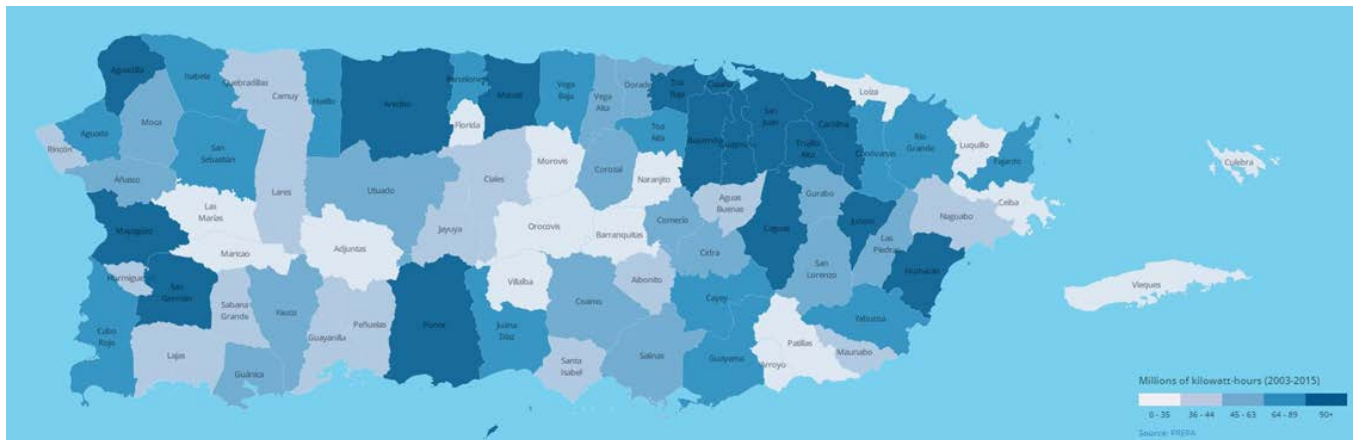 Aguadilla
Isabela
Quebradillas
Camuy
Hatillo
Arecibo
Barceloneta
Manatí
Vega
Baja
Vega
Alta
Dorado
Toa
Baja
Cataño
San
Juan
Loíza
Moca
Aguada
Rincón
San
Sebastián
Florida
Toa
Alta
Bayamón
Guaynabo
Trujillo
Alto
Carolina
Canóvanas
Río
Grande
Luquillo
Fajardo
Culebra
Añasco
Lares
Utuado
Ciales
Morovis
Corosal
Naranjito
Aguas
Buenas
Gurabo
Ceiba
Naguabo
Las
Marías
Mayagüez
Maricao
Adjuntas
Jayuya
Orocovis
Barranquitas
Comerío
Cidra
Caguas
Juncos
Las
Piedras
San
Lorenzo
Humacao
Hormigueros
San
Germán
Sabana
Grande
Yauco
Guayanilla
Peñuelas
Ponce
Villalba
Juana
Díaz
Coamo
Aibonito
Cayey
Yabucoa
Vieques
Cabo
Rojo
Lajas
Guánica
Santa
Isabel
Salinas
Guayama
Patillas
Arroyo
Maunabo
Millions of kilowatt-hours (2003-2015)
0 - 35 36 - 44 45 - 63 64 - 89 90+
Source: PREPA